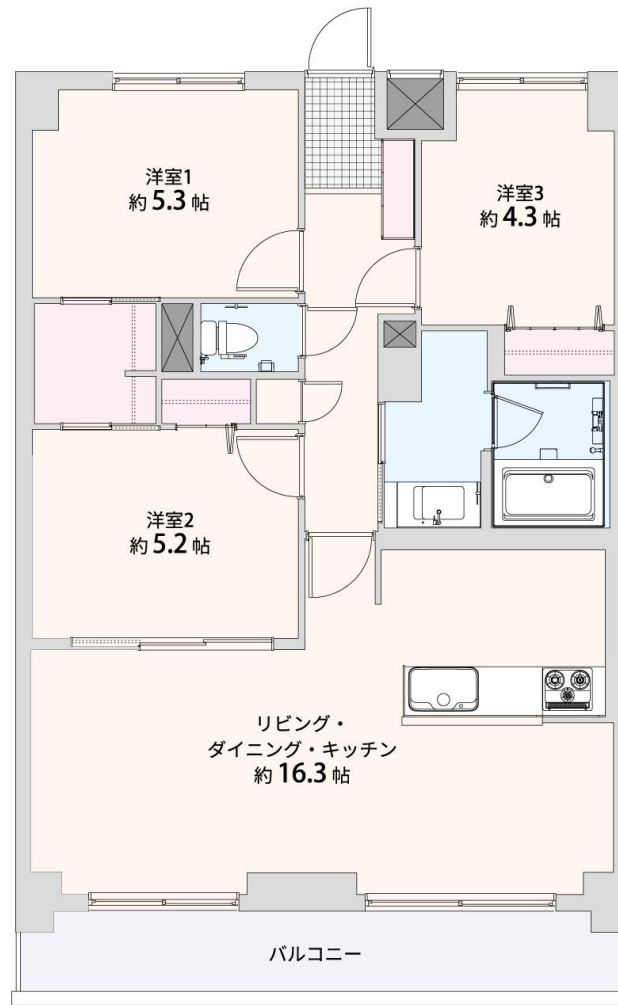 洋室1
約 5.3 帖
洋室3
約 4.3 帖
洋室2
約 5.2 帖
リビング・
ダイニング・キッチン
約 16.3 帖
バルコニー